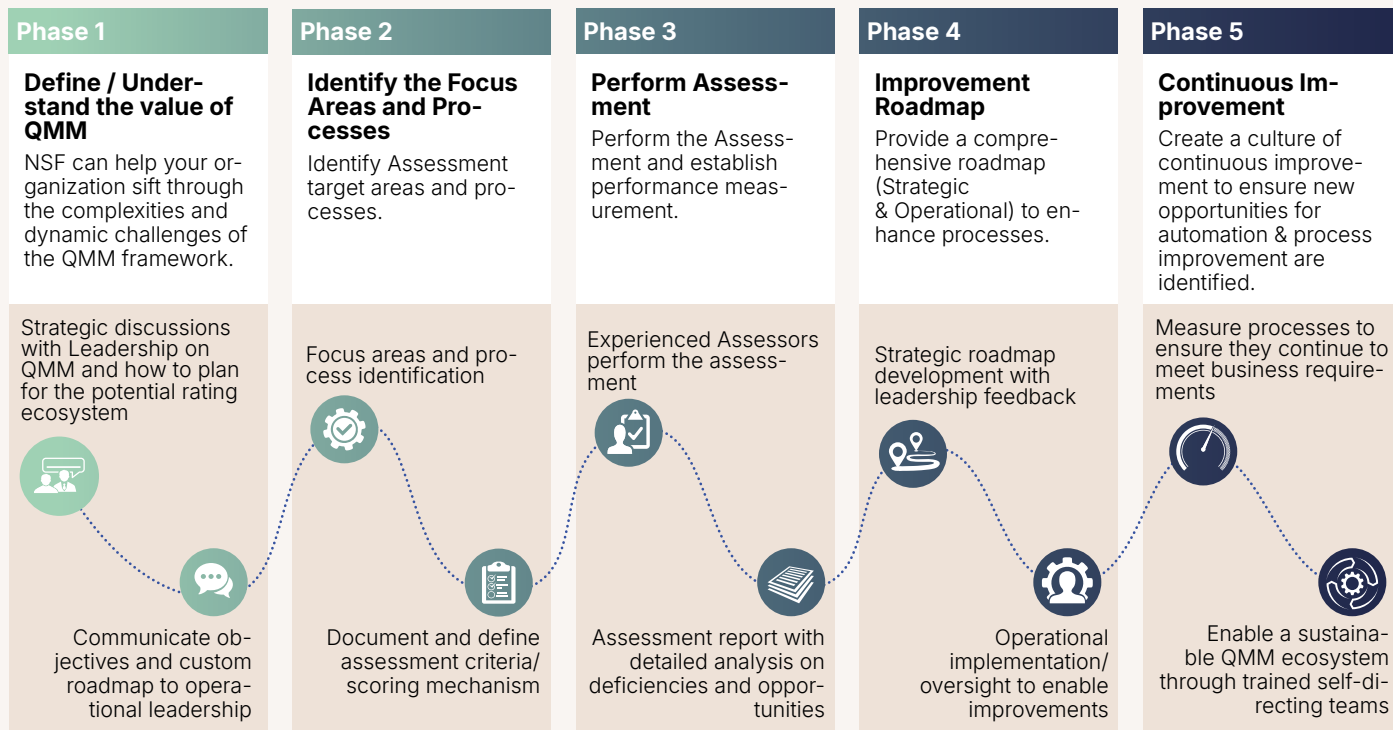 Phase 1
Define / Under-
stand the value of
QMM
NSF can help your or-
ganization sift through
the complexities and
dynamic challenges of
the QMM framework.
Strategic discussions
with Leadership on
QMM and how to plan
for the potential rating
ecosystem
Communicate ob-
jectives and custom
roadmap to opera-
tional leadership
Phase 2
Identify the Focus
Areas and Pro-
cesses
Identify Assessment
target areas and pro-
cesses.
Focus areas and pro-
cess identification
Document and define
assessment criteria/
scoring mechanism
Phase 3
Perform Assess-
ment
Perform the Assess-
ment and establish
performance meas-
urement.
Experienced Assessors
perform the assess-
ment
Assessment report with
detailed analysis on
deficiencies and oppor-
tunities
Phase 4
Improvement
Roadmap
Provide a compre-
hensive roadmap
(Strategic
& Operational) to en-
hance processes.
Strategic roadmap
development with
leadership feedback
Operational
implementation/
oversight to enable
improvements
Phase 5
Continuous Im-
provement
Create a culture of
continuous improve-
ment to ensure new
opportunities for
automation & process
improvement are
identified.
Measure processes to
ensure they continue to
meet business require-
ments
Enable a sustaina-
ble QMM ecosystem
through trained self-di-
recting teams